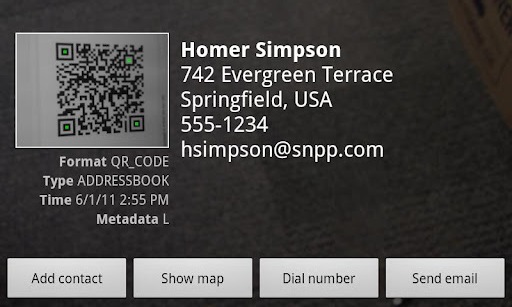 Homer Simpson
742 Evergreen Terrace
Springfield, USA
555-1234
hsimpson@snpp.com
Format QR_CODE
Type ADDRESSBOOK
Time 6/1/11 2:55 PM
Metadata L
Add contact
Show map
Dial number
Send email